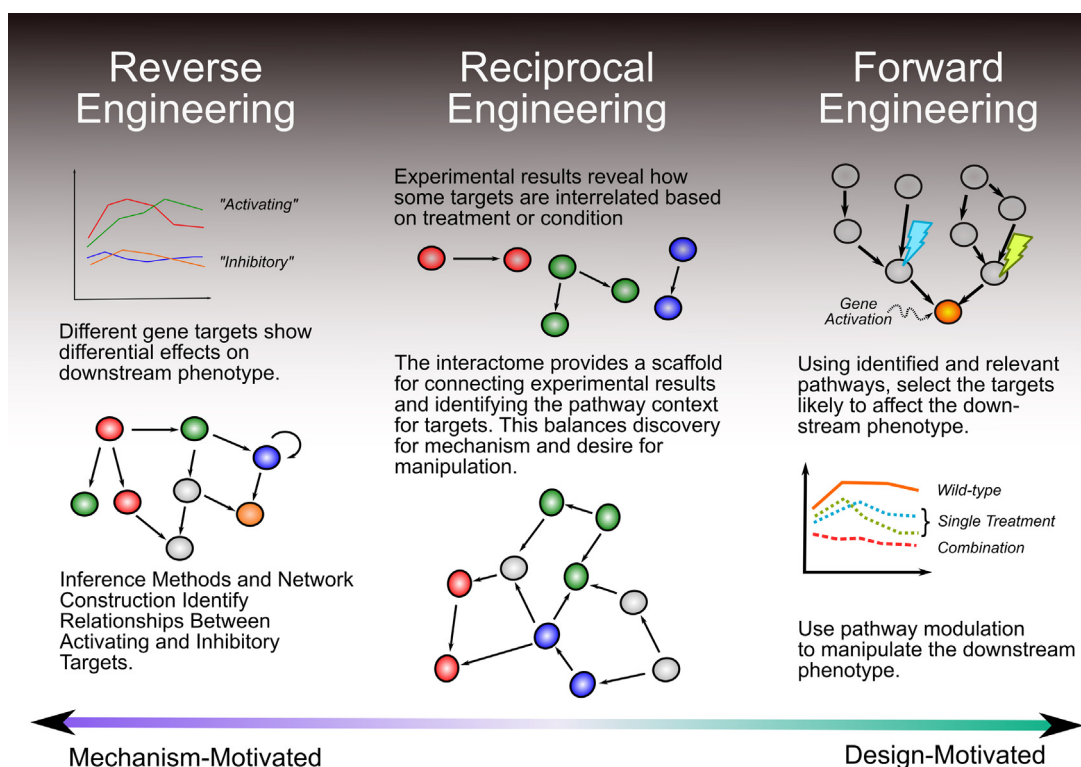 Reverse
Engineering
"Activating"
"Inhibitory"
Different gene targets show
differential effects on
downstream phenotype.
Inference Methods and Network
Construction Identify
Relationships Between
Activating and Inhibitory
Targets.
Reciprocal
Engineering
Experimental results reveal how
some targets are interrelated based
on treatment or condition
The interactome provides a scaffold
for connecting experimental results
and identifying the pathway context
for targets. This balances discovery
for mechanism and desire for
manipulation.
Forward
Engineering
Gene
Activation
Using identified and relevant
pathways, select the targets
likely to affect the down-
stream phenotype.
Wild-type
Single Treatment
Combination
Use pathway modulation
to manipulate the downstream
phenotype.
Mechanism-Motivated
Design-Motivated